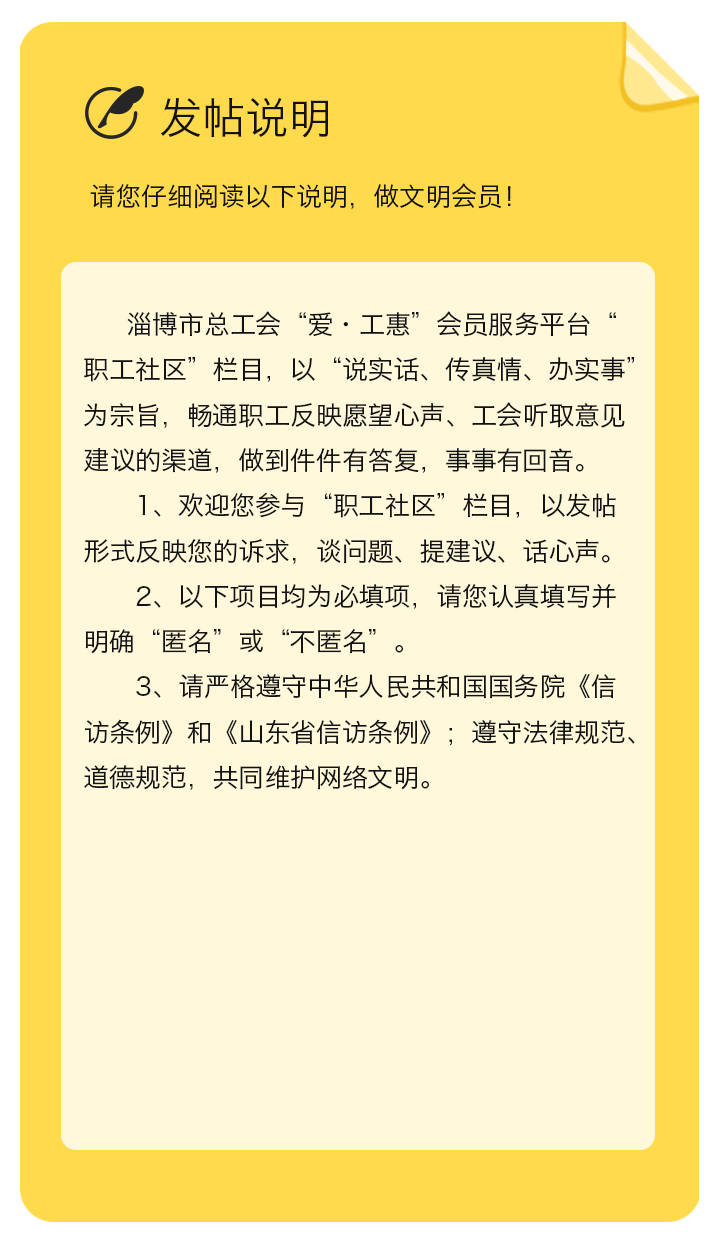 发帖说明
请您仔细阅读以下说明，做文明会员！
淄博市总工会“爱·工惠”会员服务平台“
职工社区”栏目，以“说实话、传真情、办实事”
为宗旨，畅通职工反映愿望心声、工会听取意见
建议的渠道，做到件件有答复，事事有回音。
1、欢迎您参与“职工社区”栏目，以发帖
形式反映您的诉求，谈问题、提建议、话心声。
2、以下项目均为必填项，请您认真填写并
明确“匿名”或“不匿名”。
3、请严格遵守中华人民共和国国务院《信
访条例》和《山东省信访条例》；遵守法律规范、
道德规范，共同维护网络文明。